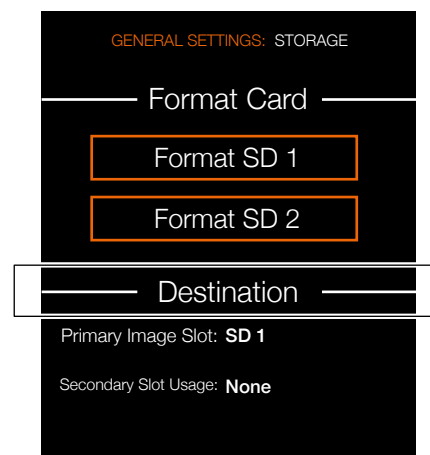 GENERAL SETTINGS: STORAGE
Format Card
Format SD 1
Format SD 2
Destination
Primary Image Slot: SD 1
Secondary Slot Usage: None